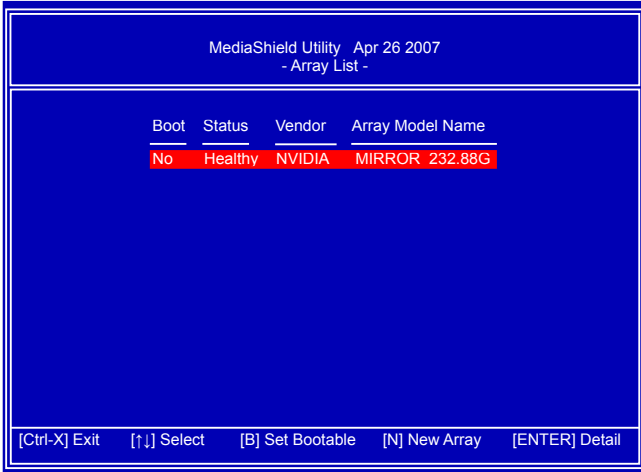 MediaShield Utility Apr 26 2007
- Array List -
Boot Status Vendor Array Model Name
No Healthy NVIDIA MIRROR 232.88G
[Ctrl-X] Exit [↑↓] Select [B] Set Bootable [N] New Array [ENTER] Detail